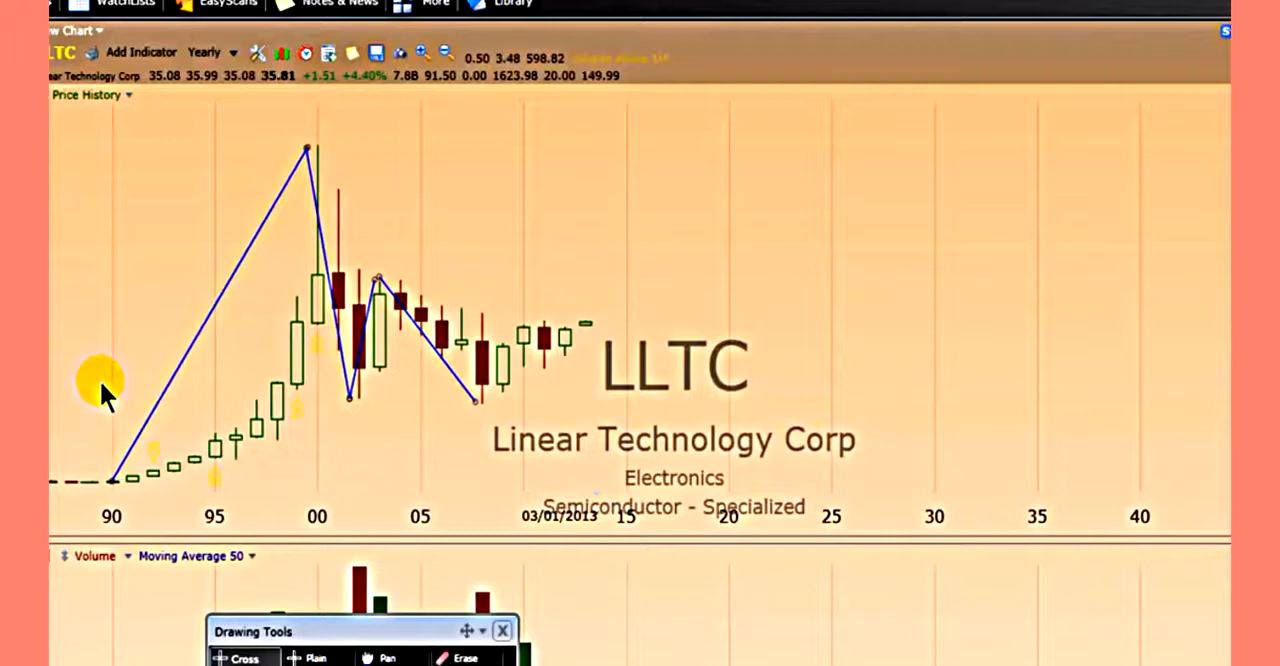 WatchLists EasyScans Notes & News More Library
w Chart
LTC Add Indicator Yearly 0.50 3.48 598.82
ear Technology Corp 35.08 35.99 35.08 35.81 +1.51 +4.40% 7.8B 91.50 0.00 1623.98 20.00 149.99
Price History
LLTC
Linear Technology Corp
Electronics
Semiconductor - Specialized
90 95 00 05 03/01/2013 15 20 25 30 35 40
Volume Moving Average 50
Drawing Tools X
Cross Plain Pan Erase